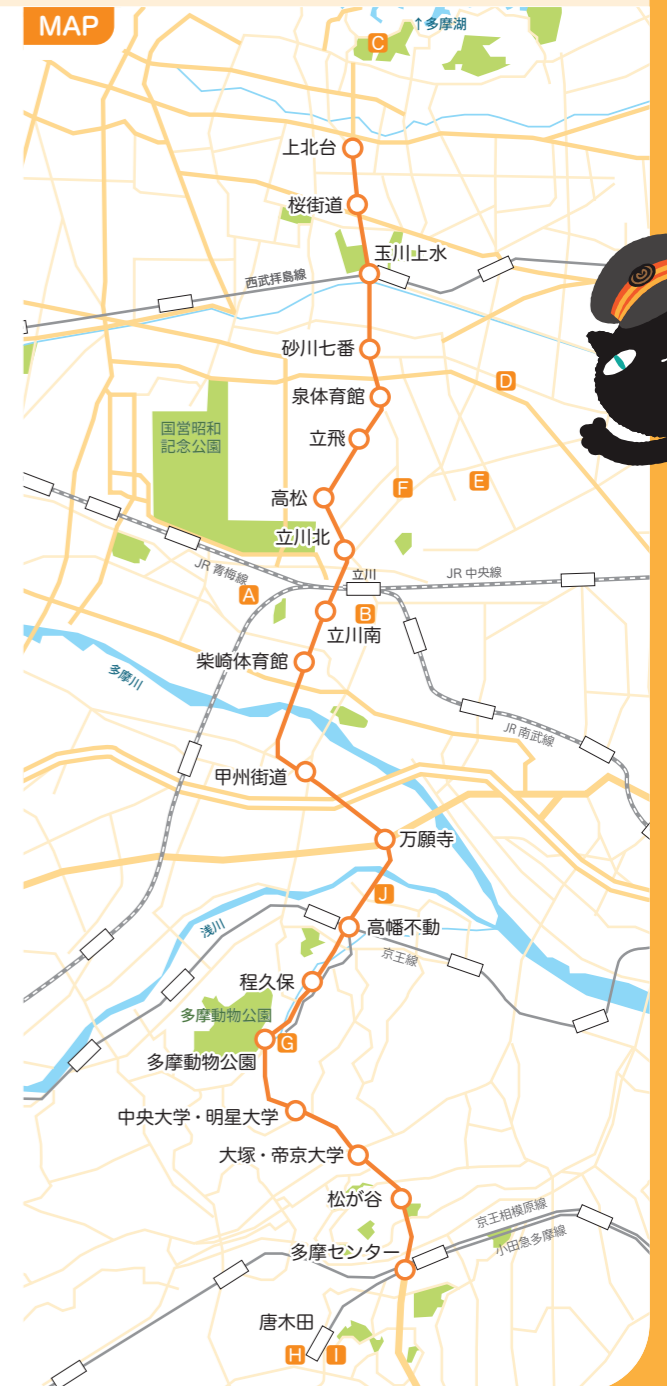 MAP
↑多摩湖
C
上北台
桜街道
玉川上水
西武拝島線
砂川七番
D
泉体育館
国営昭和
記念公園
立飛
E
F
高松
立川北
JR 青梅線
立川
JR 中央線
A
B
立川南
柴崎体育館
多摩川
JR 南武線
甲州街道
万願寺
J
浅川
高幡不動
京王線
程久保
多摩動物公園
G
多摩動物公園
中央大学・明星大学
大塚・帝京大学
松が谷
京王相模原線
小田急多摩線
多摩センター
唐木田
H
I